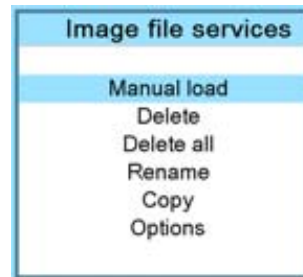 Image file services
Manual load
Delete
Delete all
Rename
Copy
Options